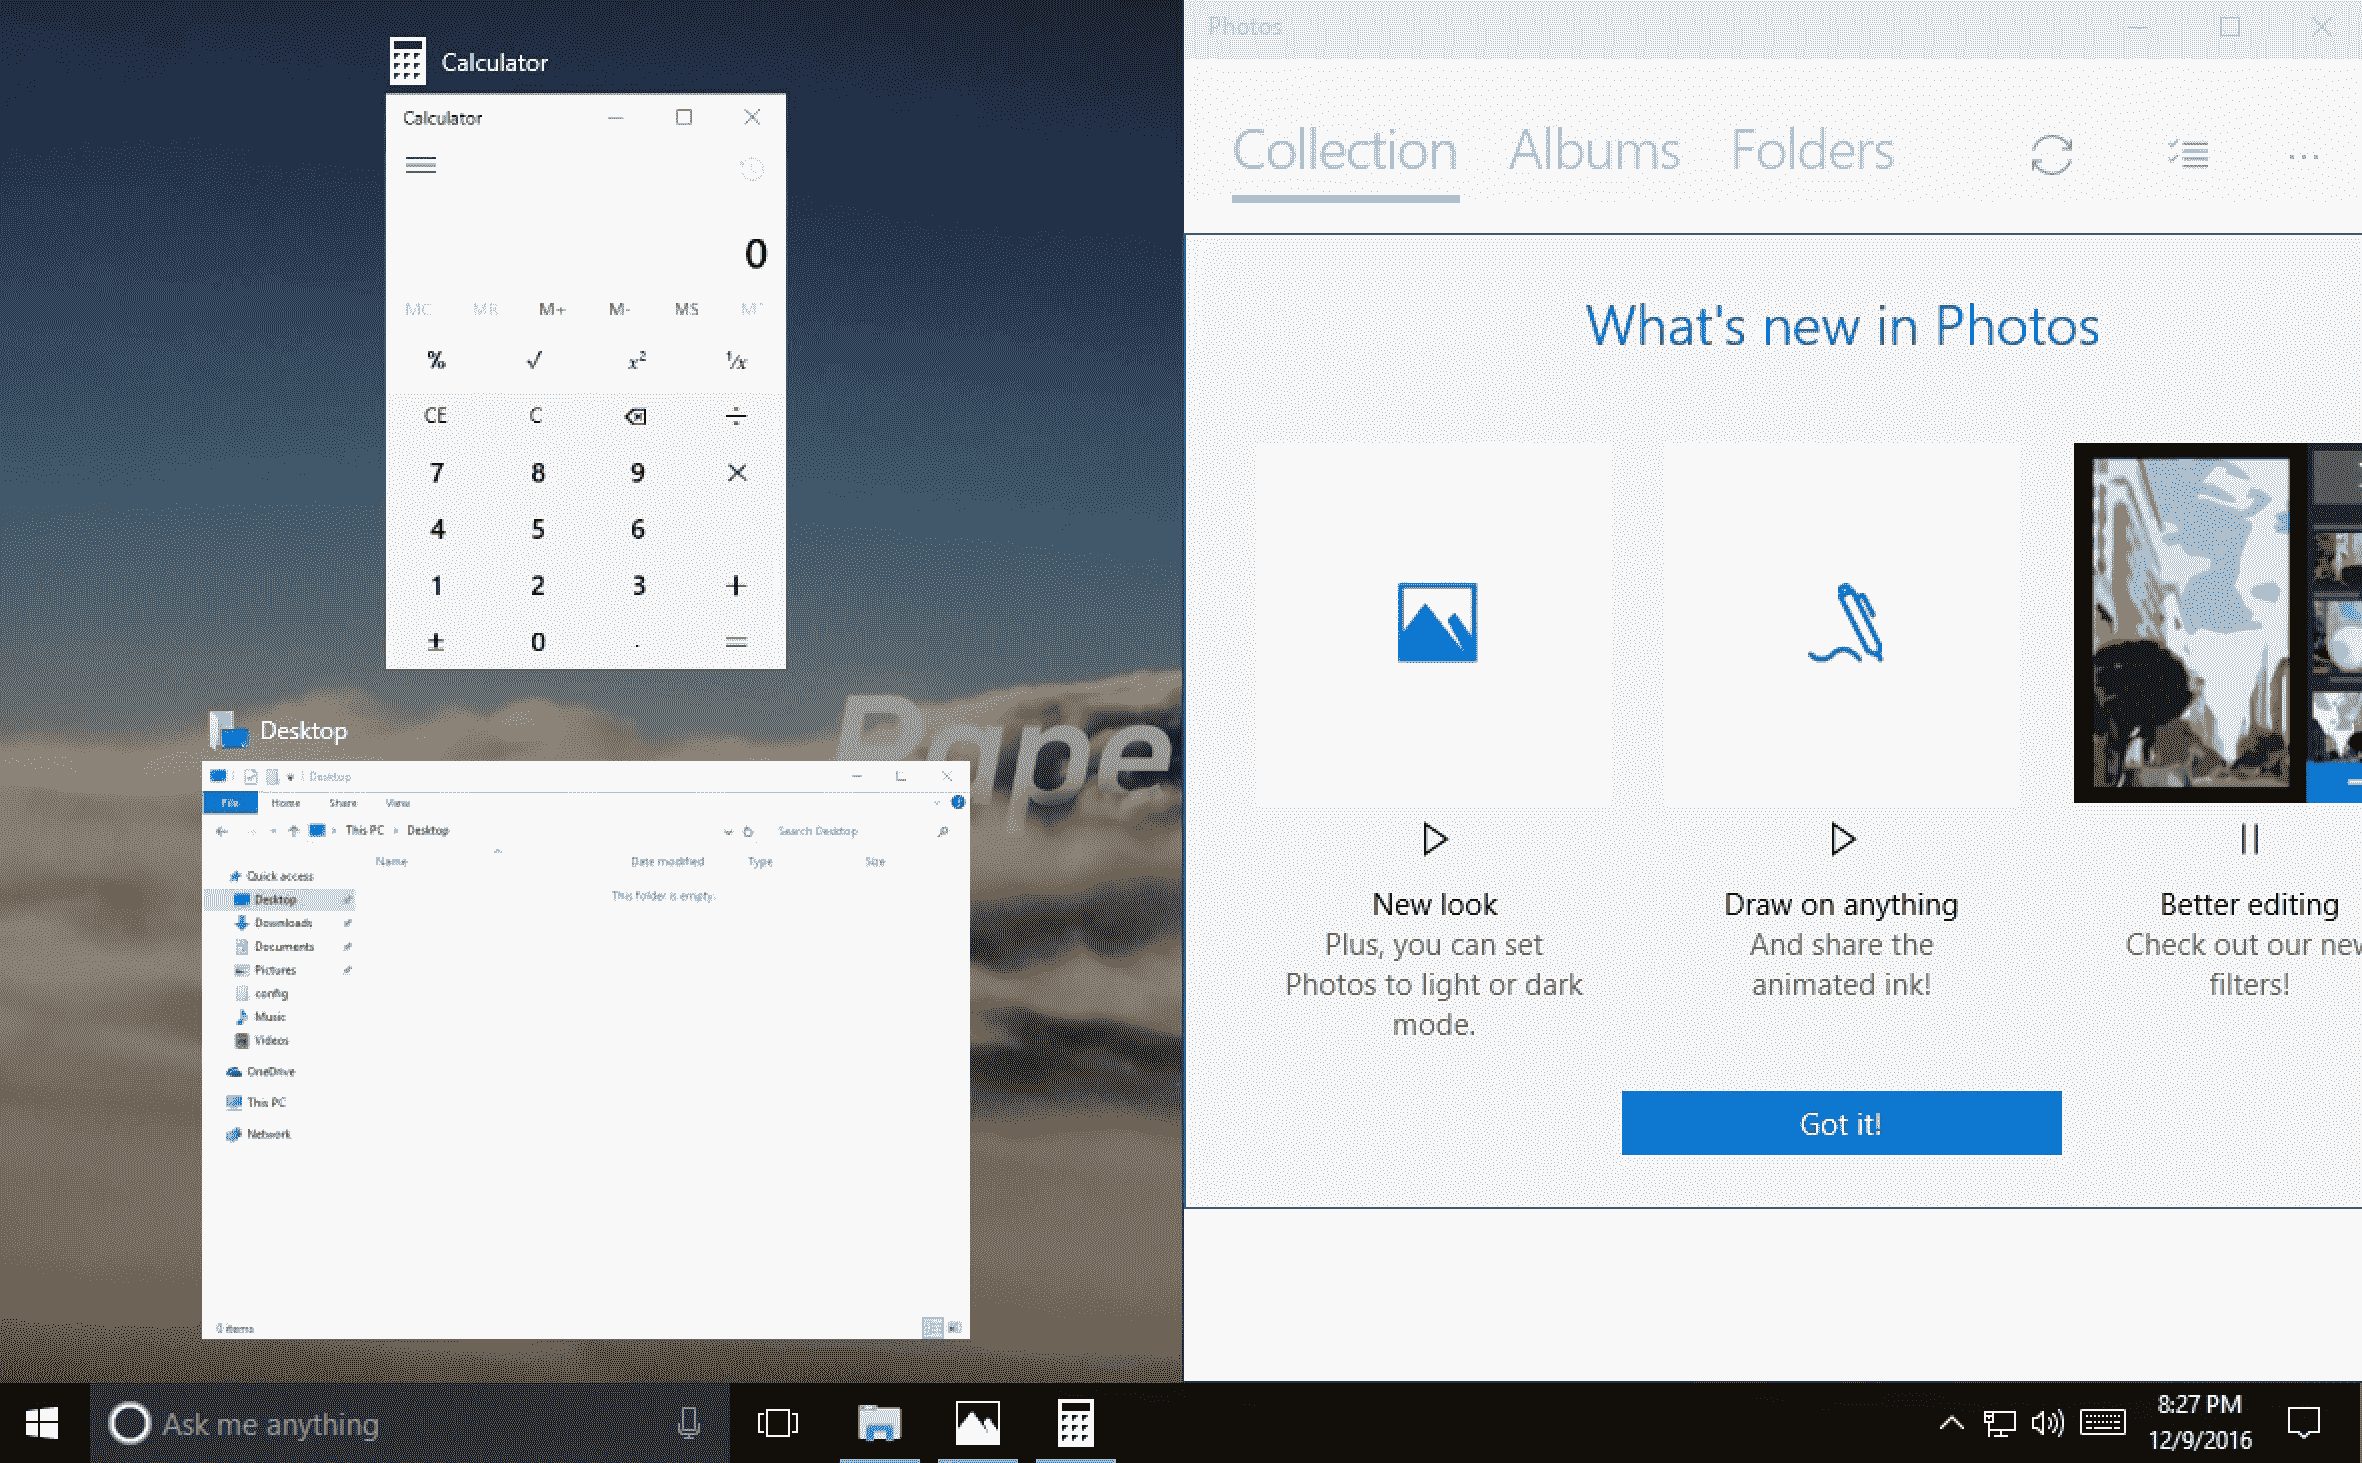 Calculator
Calculator
0
MC MR M+ M- MS M˅
% √ x² ¹/x
CE C ÷
7 8 9 ×
4 5 6
1 2 3 +
± 0 . =
Pape
Desktop
Desktop
File Home Share View
This PC › Desktop
Search Desktop
Name Date modified Type Size
This folder is empty.
Quick access
Desktop
Downloads
Documents
Pictures
config
Music
Videos
OneDrive
This PC
Network
0 items
Photos
Collection Albums Folders
What's new in Photos
New look
Plus, you can set
Photos to light or dark
mode.
Draw on anything
And share the
animated ink!
Better editing
Check out our new
filters!
Got it!
Ask me anything
8:27 PM
12/9/2016